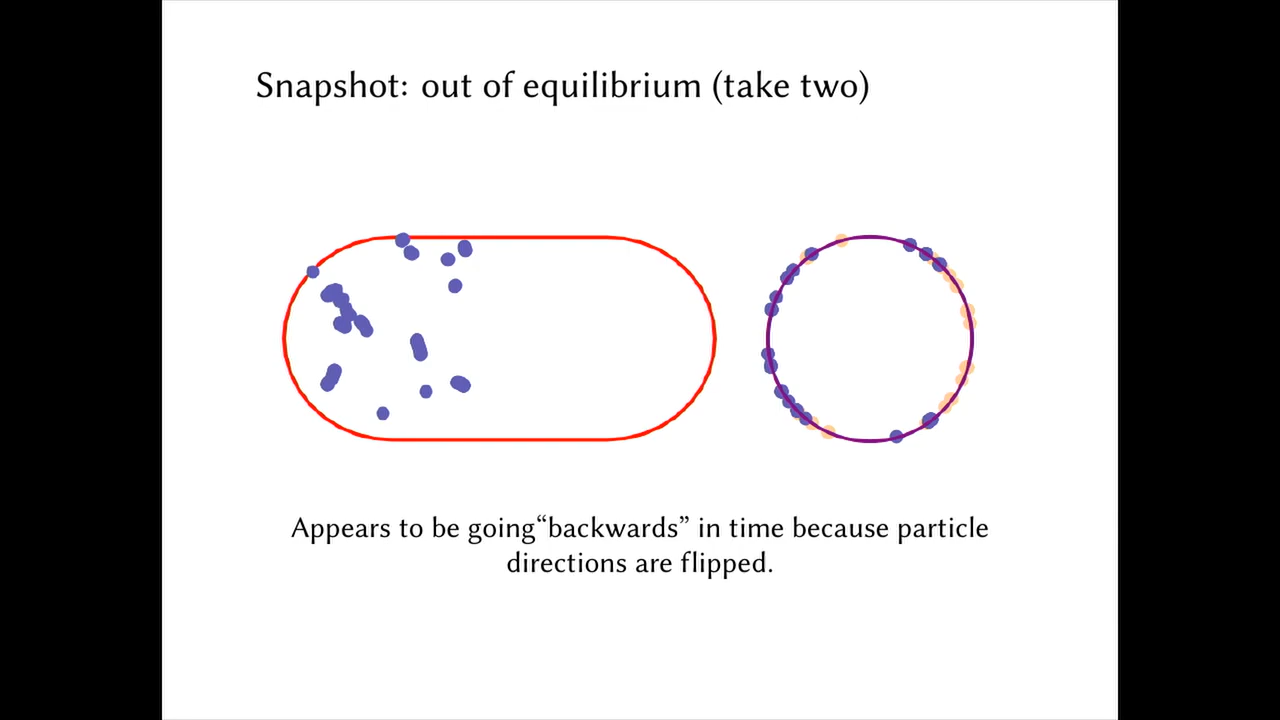 Snapshot: out of equilibrium (take two)
Appears to be going“backwards” in time because particle
directions are flipped.